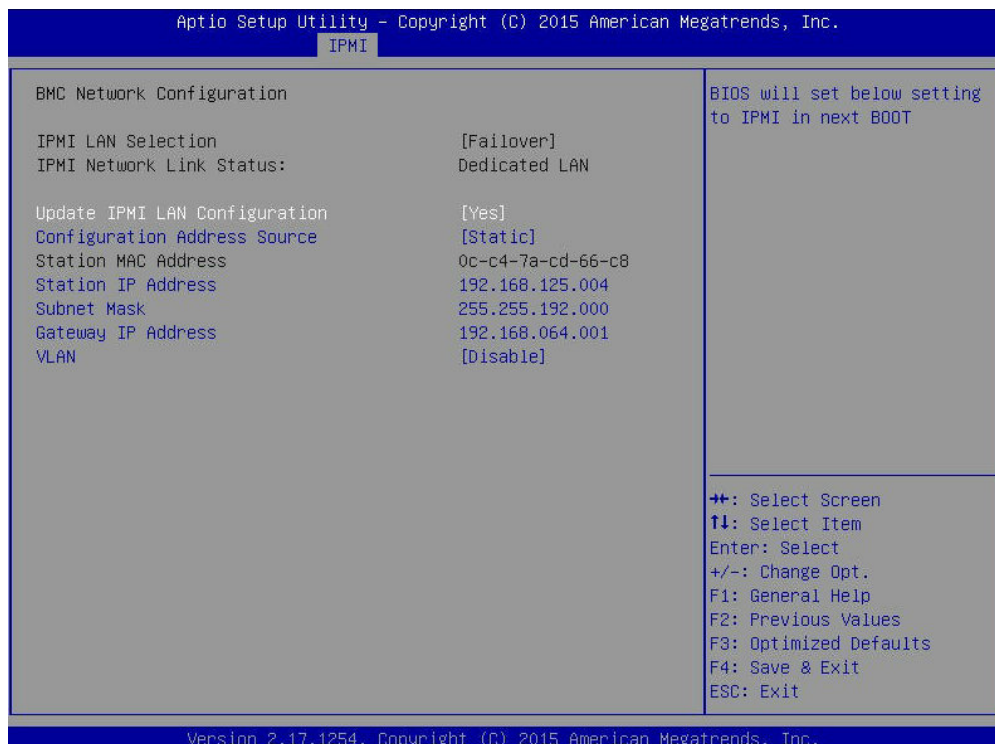 Aptio Setup Utility – Copyright (C) 2015 American Megatrends, Inc.
IPMI
BMC Network Configuration
IPMI LAN Selection [Failover]
IPMI Network Link Status: Dedicated LAN
Update IPMI LAN Configuration [Yes]
Configuration Address Source [Static]
Station MAC Address 0c-c4-7a-cd-66-c8
Station IP Address 192.168.125.004
Subnet Mask 255.255.192.000
Gateway IP Address 192.168.064.001
VLAN [Disable]
BIOS will set below setting
to IPMI in next BOOT
→←: Select Screen
↑↓: Select Item
Enter: Select
+/-: Change Opt.
F1: General Help
F2: Previous Values
F3: Optimized Defaults
F4: Save & Exit
ESC: Exit
Version 2.17.1254. Copyright (C) 2015 American Megatrends, Inc.